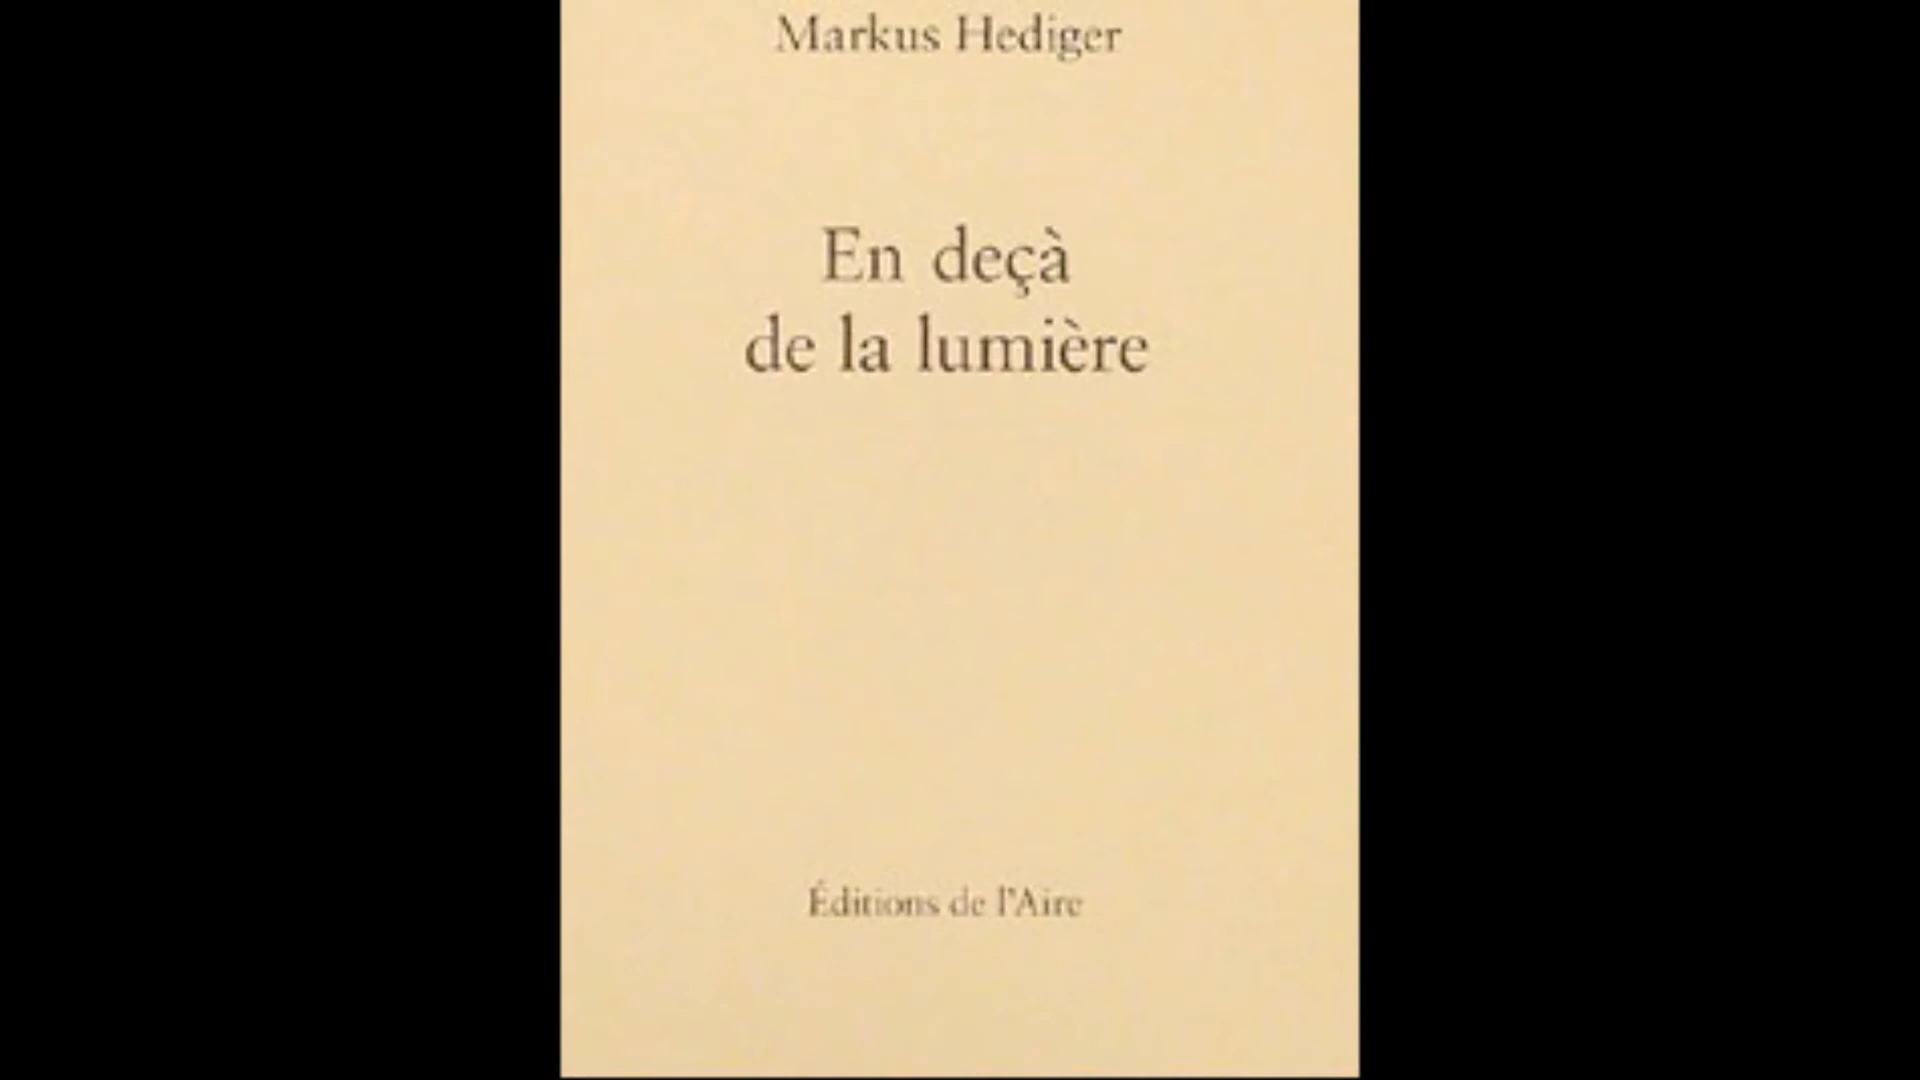 Markus Hediger
En deçà
de la lumière
Éditions de l'Aire